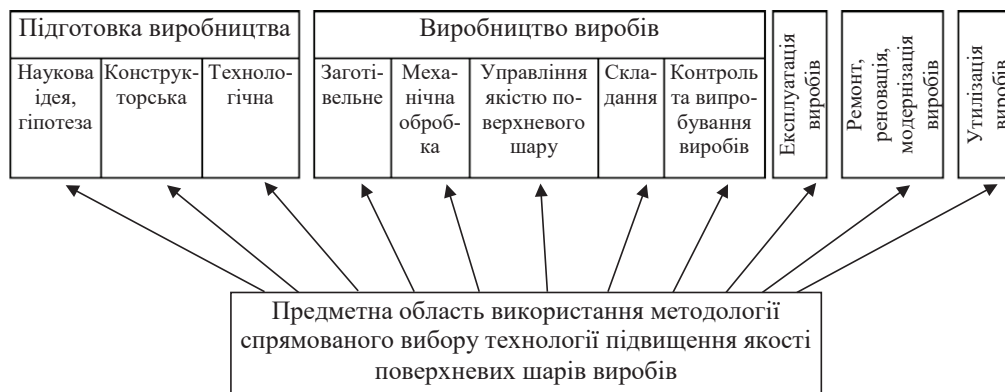 Підготовка виробництва
Наукова
ідея,
гіпотеза
Конструк-
торська
Техноло-
гічна
Виробництво виробів
Заготі-
вельне
Меха-
нічна
обробка-
ка
Управління
якістю по-
верхневого
шару
Скла-
дання
Контроль
та випро-
бування
виробів
Експлуатація
виробів
Ремонт,
реновація,
модернізація
виробів
Утилізація
виробів
Предметна область використання методології
спрямованого вибору технології підвищення якості
поверхневих шарів виробів